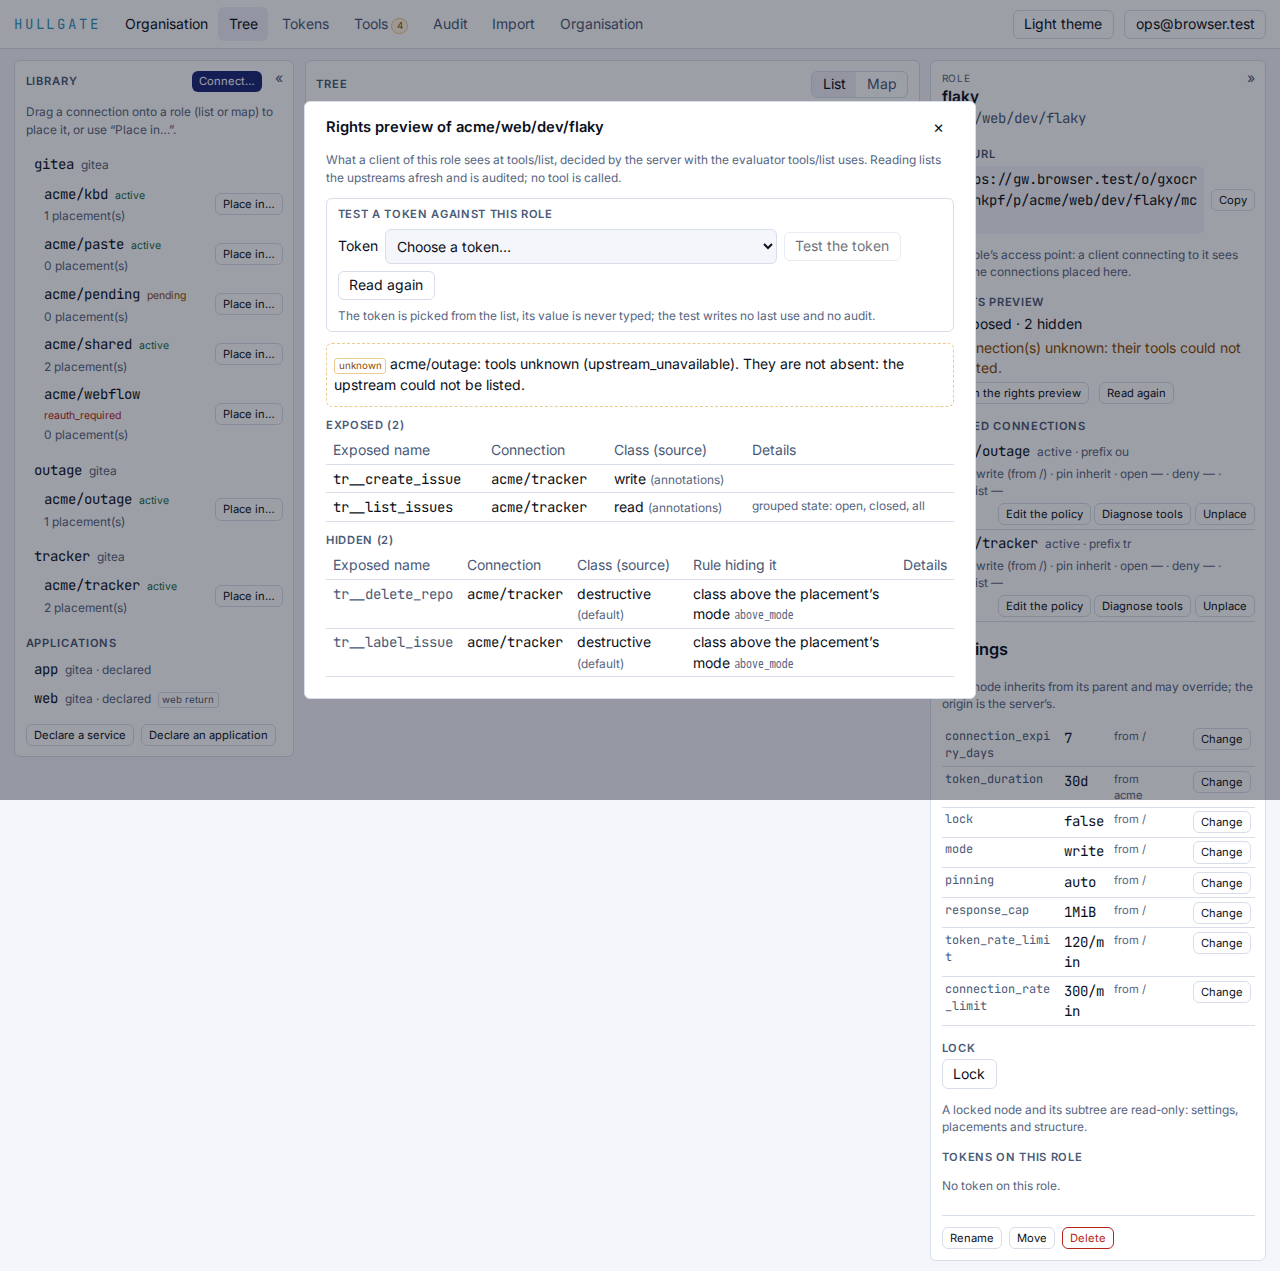 HULLGATE
Organisation
Tree
Tokens
Tools 4
Audit
Import
Organisation
Light theme
ops@browser.test
LIBRARY
Connect...
«
Drag a connection onto a role (list or map) to
place it, or use “Place in...”.
gitea gitea
acme/kbd active
1 placement(s)
Place in...
acme/paste active
0 placement(s)
Place in...
acme/pending pending
0 placement(s)
Place in...
acme/shared active
2 placement(s)
Place in...
acme/webflow
reauth_required
0 placement(s)
Place in...
outage gitea
acme/outage active
1 placement(s)
Place in...
tracker gitea
acme/tracker active
2 placement(s)
Place in...
APPLICATIONS
app gitea · declared
web gitea · declared web return
Declare a service
Declare an application
TREE
List
Map
Rights preview of acme/web/dev/flaky
×
What a client of this role sees at tools/list, decided by the server with the evaluator tools/list uses. Reading lists
the upstreams afresh and is audited; no tool is called.
TEST A TOKEN AGAINST THIS ROLE
Token
Choose a token...
Test the token
Read again
The token is picked from the list, its value is never typed; the test writes no last use and no audit.
unknown acme/outage: tools unknown (upstream_unavailable). They are not absent: the
upstream could not be listed.
EXPOSED (2)
Exposed name Connection Class (source) Details
tr__create_issue acme/tracker write (annotations)
tr__list_issues acme/tracker read (annotations) grouped state: open, closed, all
HIDDEN (2)
Exposed name Connection Class (source) Rule hiding it Details
tr__delete_repo acme/tracker destructive (default) class above the placement’s
mode above_mode
tr__label_issue acme/tracker destructive (default) class above the placement’s
mode above_mode
ROLE
»
flaky
/web/dev/flaky
URL
ps://gw.browser.test/o/gxocr
nkpf/p/acme/web/dev/flaky/mc
Copy
ole’s access point: a client connecting to it sees
he connections placed here.
TS PREVIEW
posed · 2 hidden
nection(s) unknown: their tools could not
ted.
n the rights preview
Read again
ED CONNECTIONS
/outage active · prefix ou
write (from /) · pin inherit · open — · deny — ·
ist —
Edit the policy
Diagnose tools
Unplace
/tracker active · prefix tr
write (from /) · pin inherit · open — · deny — ·
ist —
Edit the policy
Diagnose tools
Unplace
ings
node inherits from its parent and may override; the
origin is the server’s.
connection_expi
ry_days
7
from /
Change
token_duration
30d
from
acme
Change
lock
false
from /
Change
mode
write
from /
Change
pinning
auto
from /
Change
response_cap
1MiB
from /
Change
token_rate_limi
t
120/m
in
from /
Change
connection_rate
_limit
300/m
in
from /
Change
LOCK
Lock
A locked node and its subtree are read-only: settings,
placements and structure.
TOKENS ON THIS ROLE
No token on this role.
Rename
Move
Delete